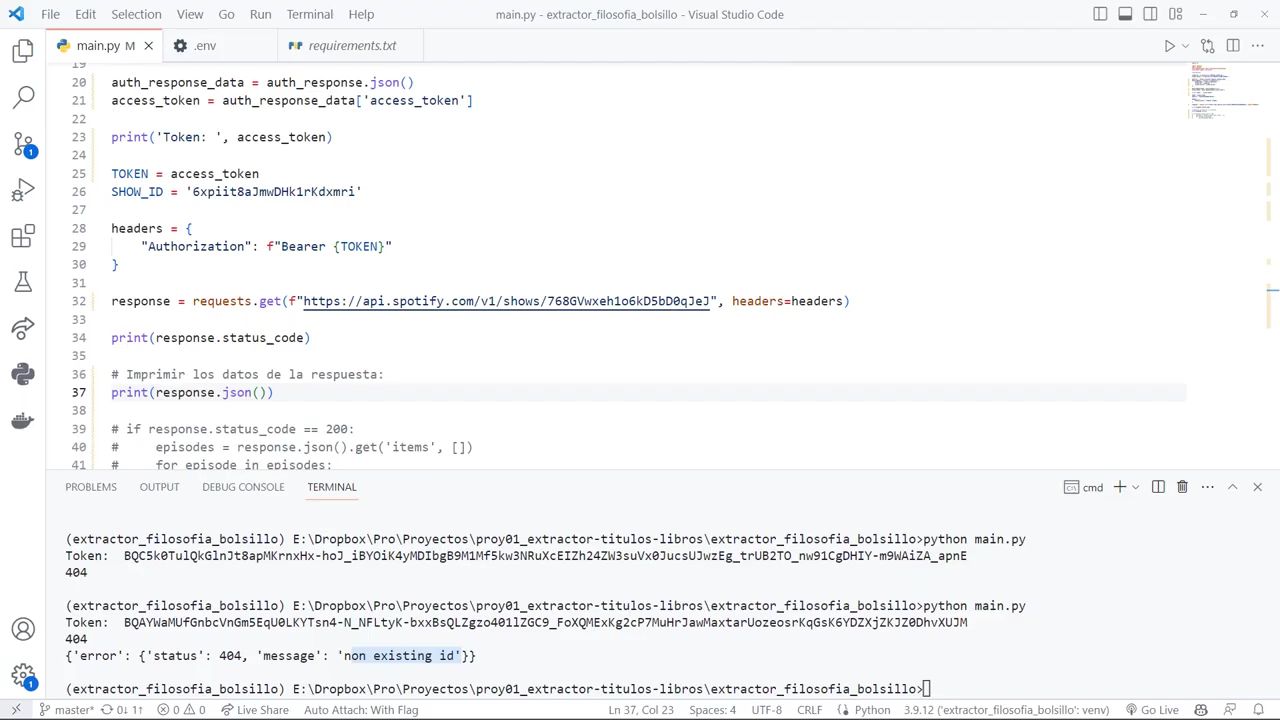 File Edit Selection View Go Run Terminal Help
main.py - extractor_filosofia_bolsillo - Visual Studio Code
main.py M
.env
requirements.txt
19
20 auth_response_data = auth_response.json()
21 access_token = auth_response_data['access_token']
22
23 print('Token: ', access_token)
24
25 TOKEN = access_token
26 SHOW_ID = '6xpiit8aJmwDHk1rKdxmri'
27
28 headers = {
29 "Authorization": f"Bearer {TOKEN}"
30 }
31
32 response = requests.get(f"https://api.spotify.com/v1/shows/768GVwxeh1o6kD5bD0qJeJ", headers=headers)
33
34 print(response.status_code)
35
36 # Imprimir los datos de la respuesta:
37 print(response.json())
38
39 # if response.status_code == 200:
40 # episodes = response.json().get('items', [])
41 # for episode in episodes:
PROBLEMS OUTPUT DEBUG CONSOLE TERMINAL
cmd
(extractor_filosofia_bolsillo) E:\Dropbox\Pro\Proyectos\proy01_extractor-titulos-libros\extractor_filosofia_bolsillo>python main.py
Token: BQC5k0TulQkGlnJt8apMKrnxHx-hoJ_iBYOiK4yMDIbgB9M1Mf5kw3NRuXcEIZh24ZW3suVx0JucsUJwzEg_trUB2TO_nw91CgDHIY-m9WAiZA_apnE
404
(extractor_filosofia_bolsillo) E:\Dropbox\Pro\Proyectos\proy01_extractor-titulos-libros\extractor_filosofia_bolsillo>python main.py
Token: BQAYWaMUfGnbcVnGm5EqU0LKYTsn4-N_NFLtyK-bxxBsQLZgzo401lZGC9_FoXQMExKg2cP7MuHrJawMaxtarUozeosrKqGsK6YDZXjZKJZ0DhvXUJM
404
{'error': {'status': 404, 'message': 'non existing id'}}
(extractor_filosofia_bolsillo) E:\Dropbox\Pro\Proyectos\proy01_extractor-titulos-libros\extractor_filosofia_bolsillo>
1
1
master* 0↓ 1↑ 0 0 Live Share Auto Attach: With Flag Ln 37, Col 23 Spaces: 4 UTF-8 CRLF Python 3.9.12 ('extractor_filosofia_bolsillo': venv) Go Live